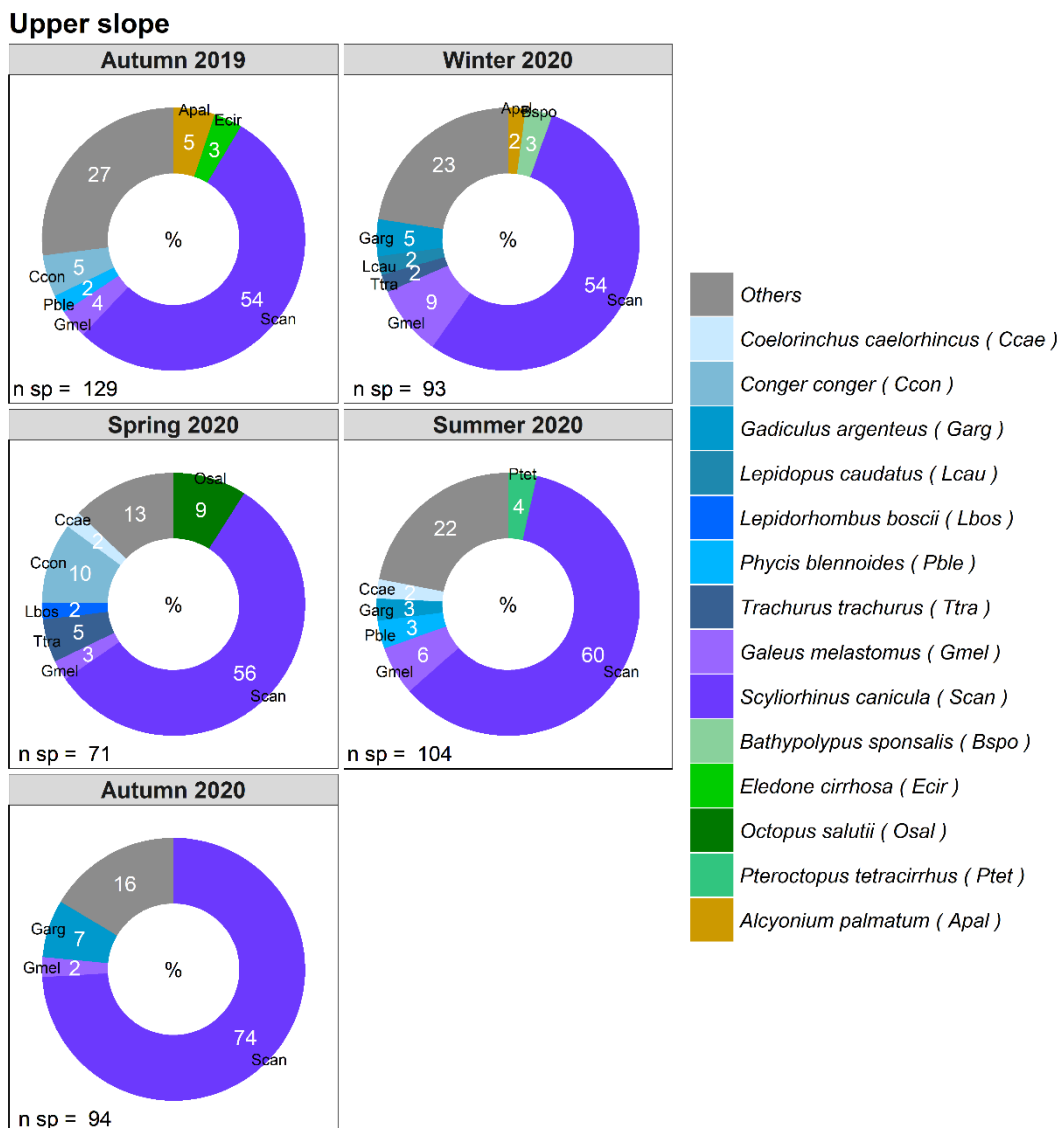 Upper slope
Autumn 2019
Apal
Ecir
5
3
27
%
5
Ccon
2
Pble
4
Gmel
54
Scan
n sp = 129
Winter 2020
Apal
Bspo
2
3
23
%
Garg
5
Lcau
2
Ttra
2
Gmel
9
54
Scan
n sp = 93
Spring 2020
Osal
9
13
Ccae
2
Ccon
10
%
Lbos
2
Ttra
5
Gmel
3
56
Scan
n sp = 71
Summer 2020
Ptet
4
22
%
Ccae
2
Garg
3
Pble
3
Gmel
6
60
Scan
n sp = 104
Autumn 2020
16
%
Garg
7
Gmel
2
74
Scan
n sp = 94
Others
Coelorinchus caelorhincus ( Ccae )
Conger conger ( Ccon )
Gadiculus argenteus ( Garg )
Lepidopus caudatus ( Lcau )
Lepidorhombus boscii ( Lbos )
Phycis blennoides ( Pble )
Trachurus trachurus ( Ttra )
Galeus melastomus ( Gmel )
Scyliorhinus canicula ( Scan )
Bathypolypus sponsalis ( Bspo )
Eledone cirrhosa ( Ecir )
Octopus salutii ( Osal )
Pteroctopus tetracirrhus ( Ptet )
Alcyonium palmatum ( Apal )